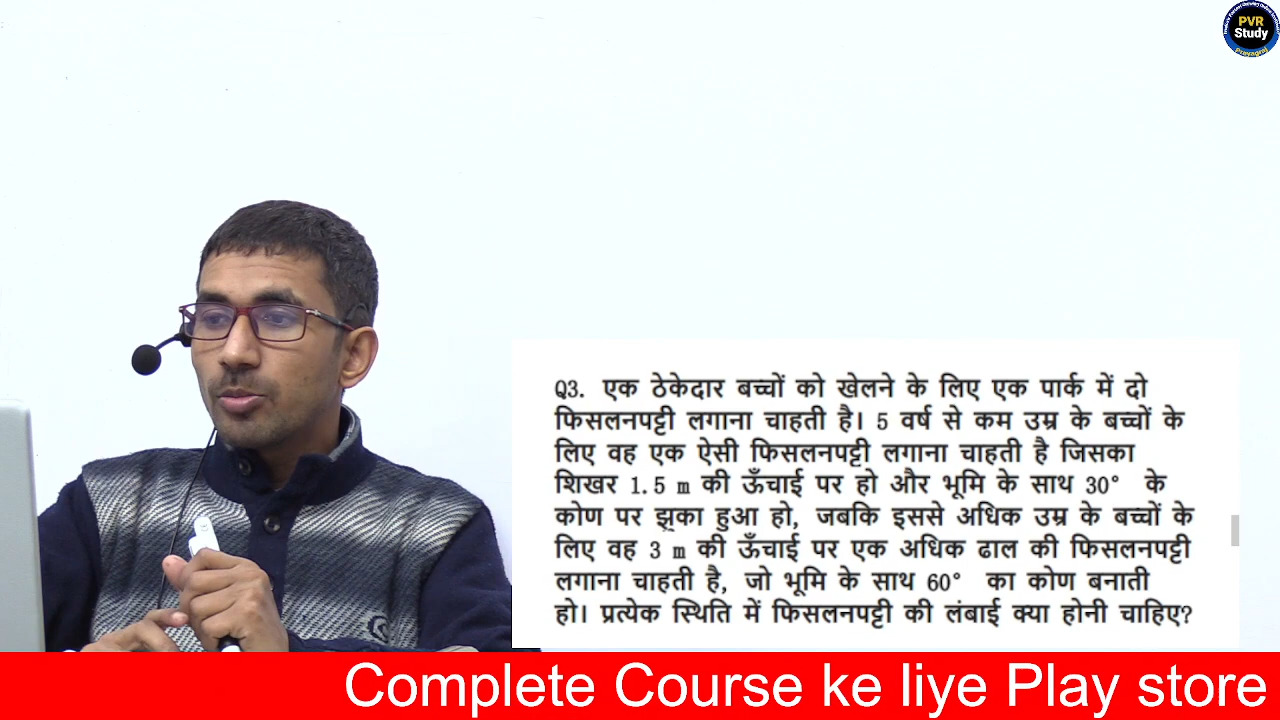 PVR
Study
Prayagraj
Q3. एक ठेकेदार बच्चों को खेलने के लिए एक पार्क में दो
फिसलनपट्टी लगाना चाहती है। 5 वर्ष से कम उम्र के बच्चों के
लिए वह एक ऐसी फिसलनपट्टी लगाना चाहती है जिसका
शिखर 1.5 m की ऊँचाई पर हो और भूमि के साथ 30° के
कोण पर झुका हुआ हो, जबकि इससे अधिक उम्र के बच्चों के
लिए वह 3 m की ऊँचाई पर एक अधिक ढाल की फिसलनपट्टी
लगाना चाहती है, जो भूमि के साथ 60° का कोण बनाती
हो। प्रत्येक स्थिति में फिसलनपट्टी की लंबाई क्या होनी चाहिए?
Complete Course ke liye Play store